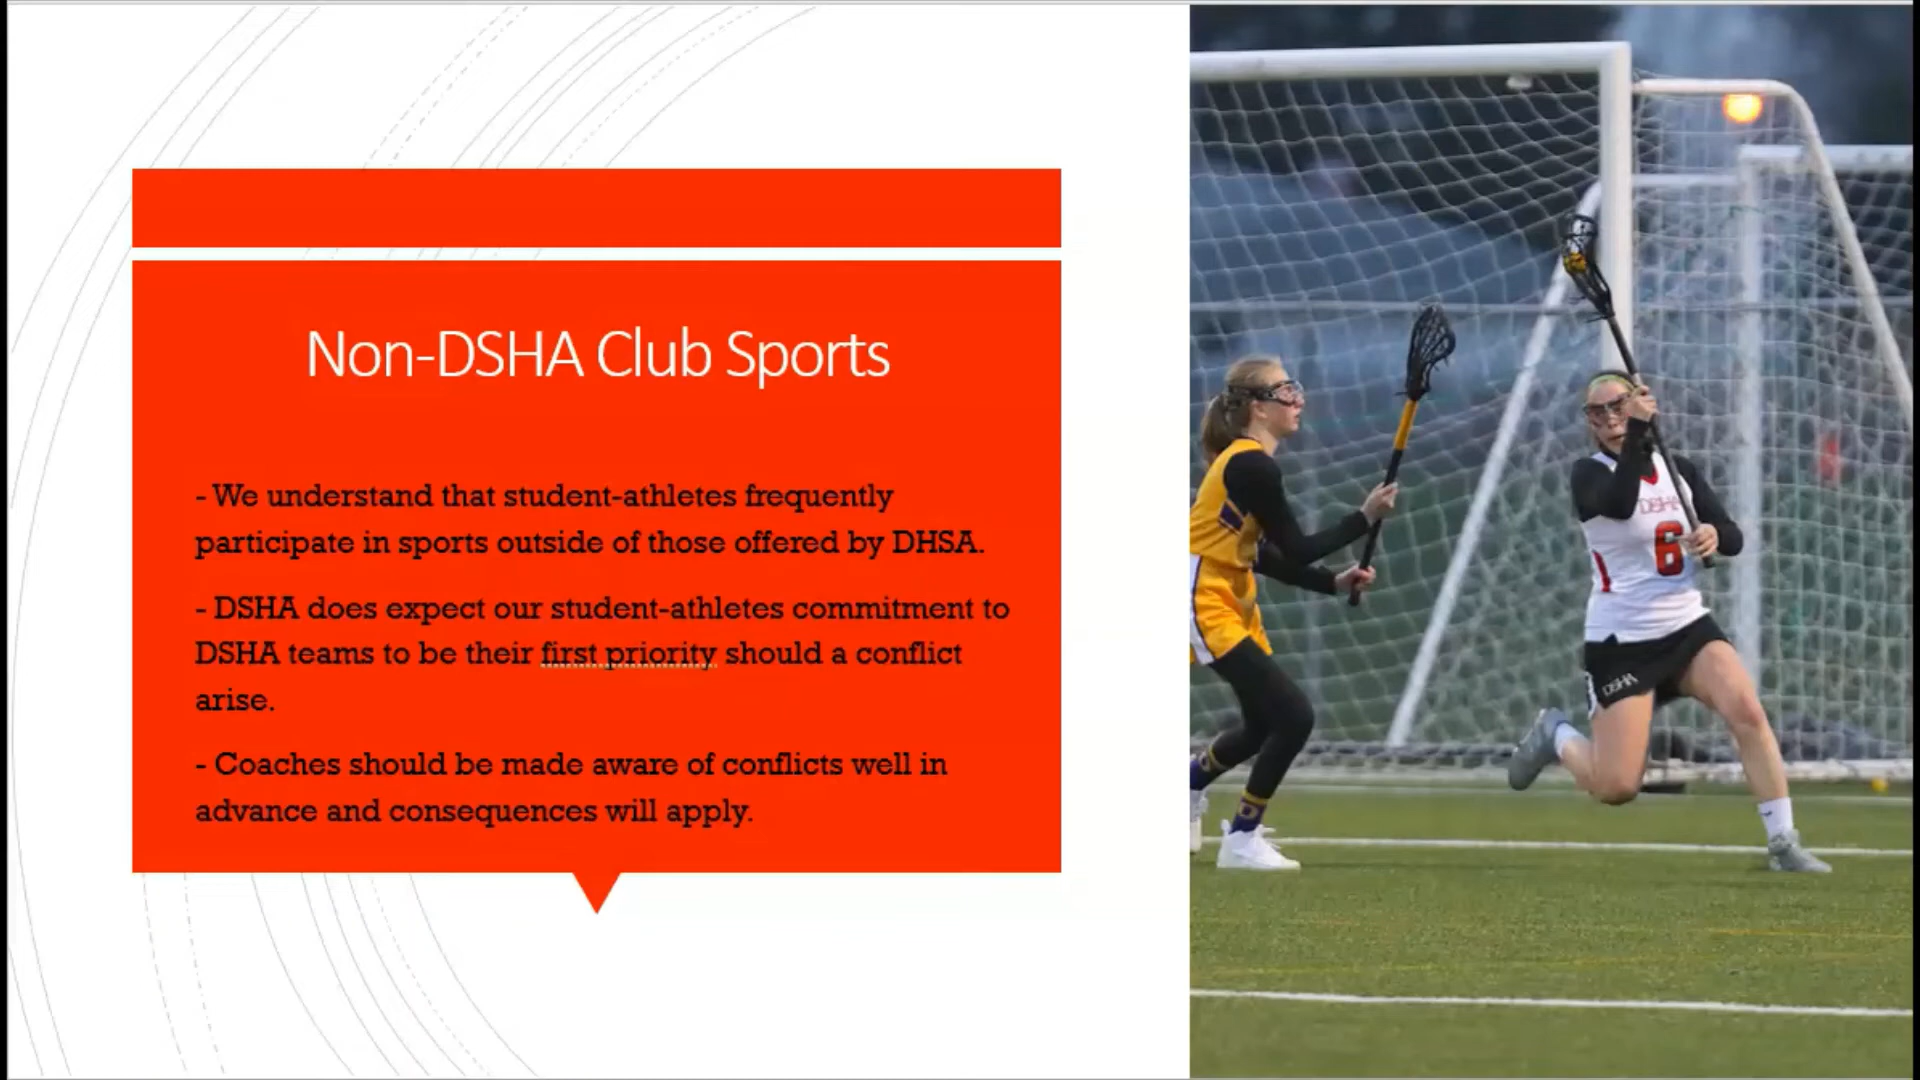 Non-DSHA Club Sports
- We understand that student-athletes frequently
participate in sports outside of those offered by DHSA.
- DSHA does expect our student-athletes commitment to
DSHA teams to be their first priority should a conflict
arise.
- Coaches should be made aware of conflicts well in
advance and consequences will apply.
DSHA
6
DSHA